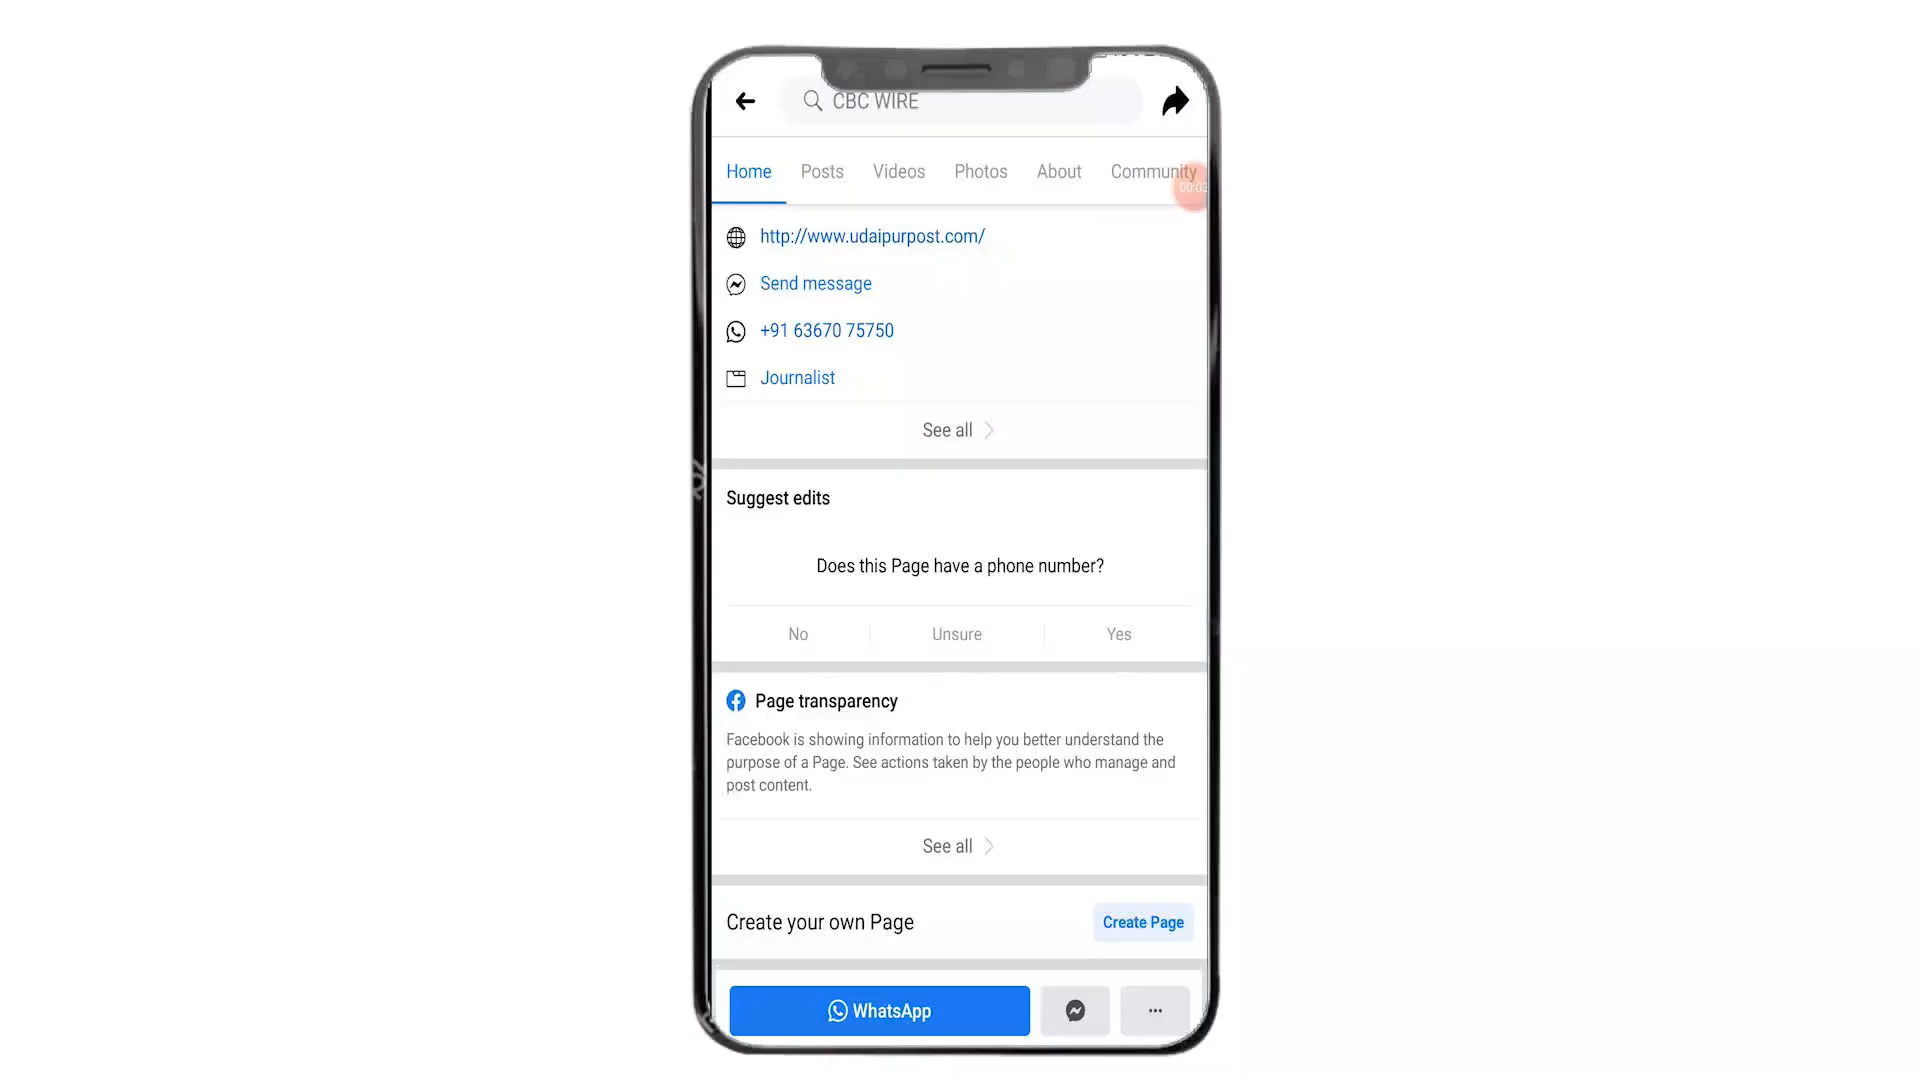 CBC WIRE
Home Posts Videos Photos About Community
00:03
http://www.udaipurpost.com/
Send message
+91 63670 75750
Journalist
See all
Suggest edits
Does this Page have a phone number?
No Unsure Yes
Page transparency
Facebook is showing information to help you better understand the
purpose of a Page. See actions taken by the people who manage and
post content.
See all
Create your own Page Create Page
WhatsApp